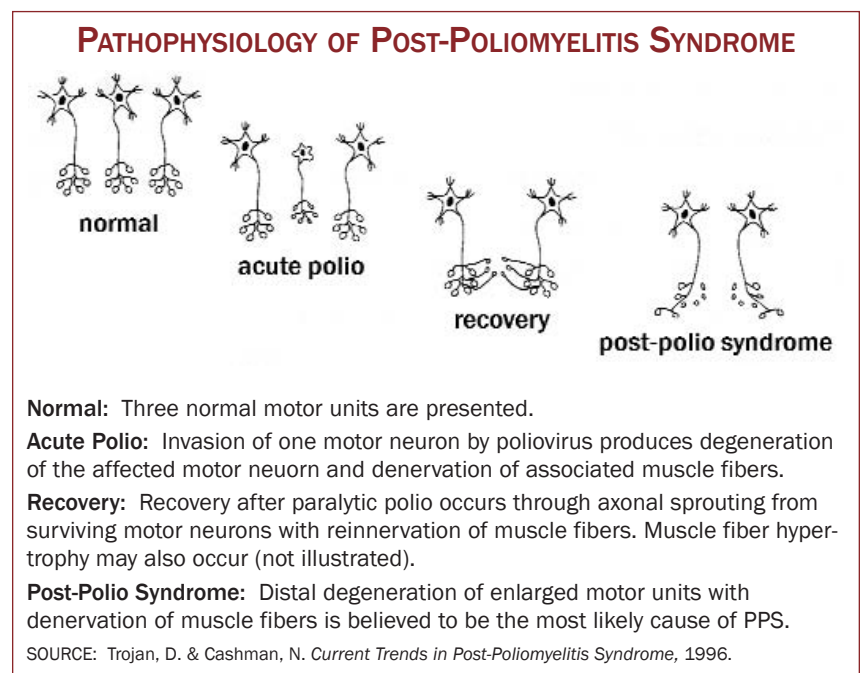 PATHOPHYSIOLOGY OF POST-POLIOMYELITIS SYNDROME
normal
acute polio
recovery
post-polio syndrome
Normal: Three normal motor units are presented.
Acute Polio: Invasion of one motor neuron by poliovirus produces degeneration
of the affected motor neuorn and denervation of associated muscle fibers.
Recovery: Recovery after paralytic polio occurs through axonal sprouting from
surviving motor neurons with reinnervation of muscle fibers. Muscle fiber hyper-
trophy may also occur (not illustrated).
Post-Polio Syndrome: Distal degeneration of enlarged motor units with
denervation of muscle fibers is believed to be the most likely cause of PPS.
SOURCE: Trojan, D. & Cashman, N. Current Trends in Post-Poliomyelitis Syndrome, 1996.